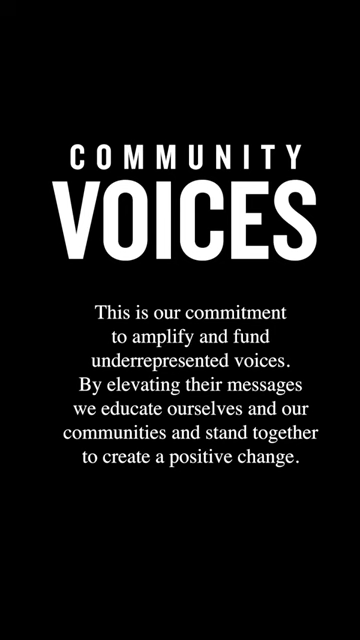 COMMUNITY
VOICES
This is our commitment
to amplify and fund
underrepresented voices.
By elevating their messages
we educate ourselves and our
communities and stand together
to create a positive change.